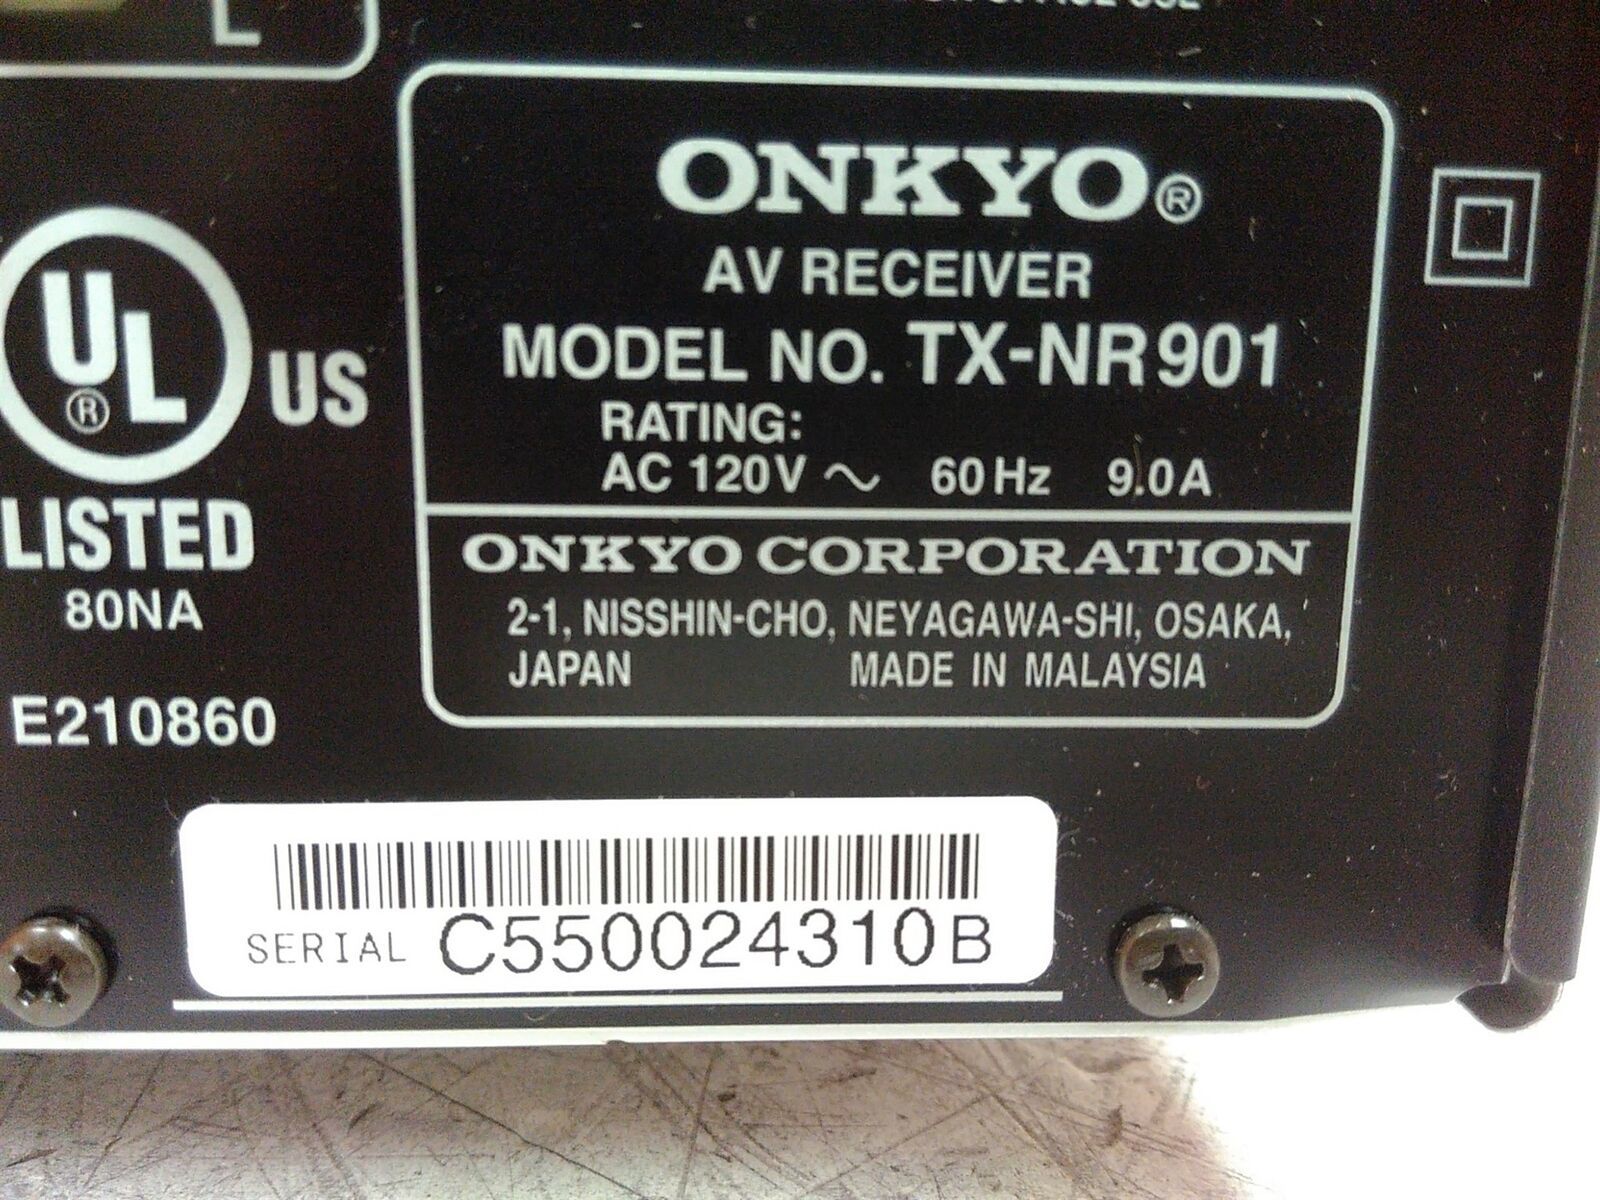 L
ONKYO®
AV RECEIVER
MODEL NO. TX-NR901
RATING:
AC 120V ~ 60Hz 9.0A
ONKYO CORPORATION
2-1, NISSHIN-CHO, NEYAGAWA-SHI, OSAKA,
JAPAN MADE IN MALAYSIA
UL®
US
LISTED
80NA
E210860
SERIAL C550024310B